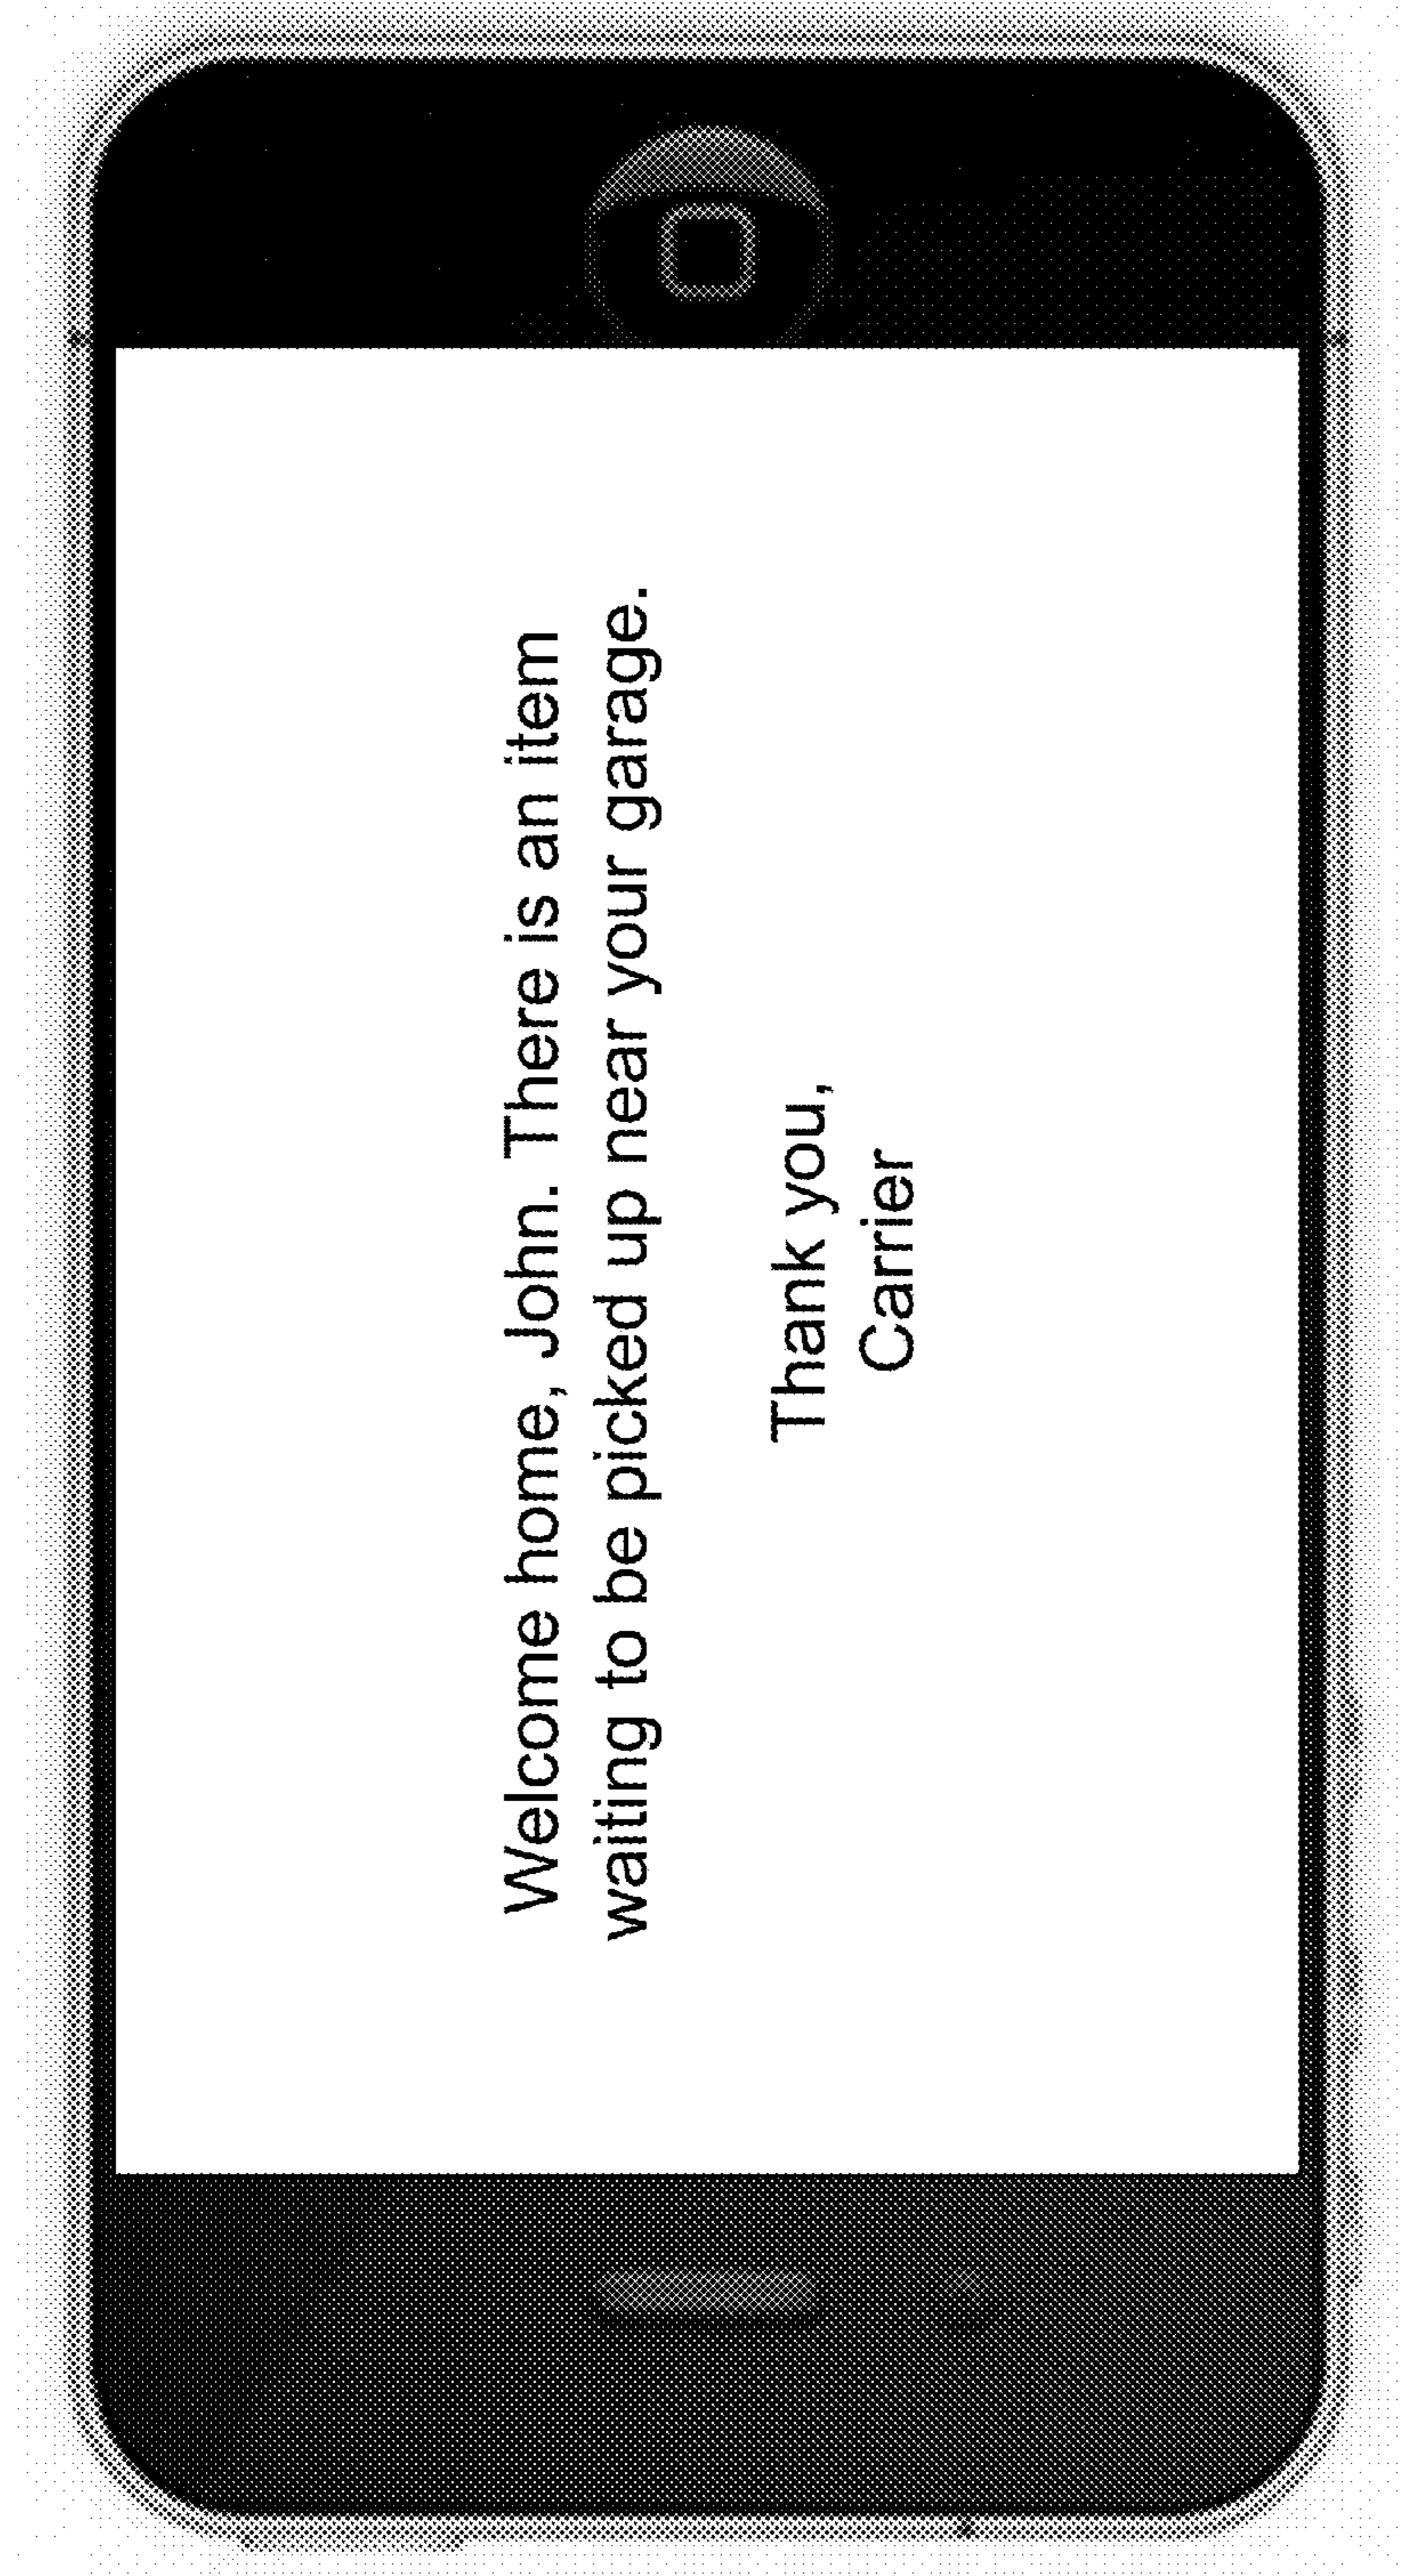 Welcome home, John. There is an item
waiting to be picked up near your garage.
Thank you,
Carrier